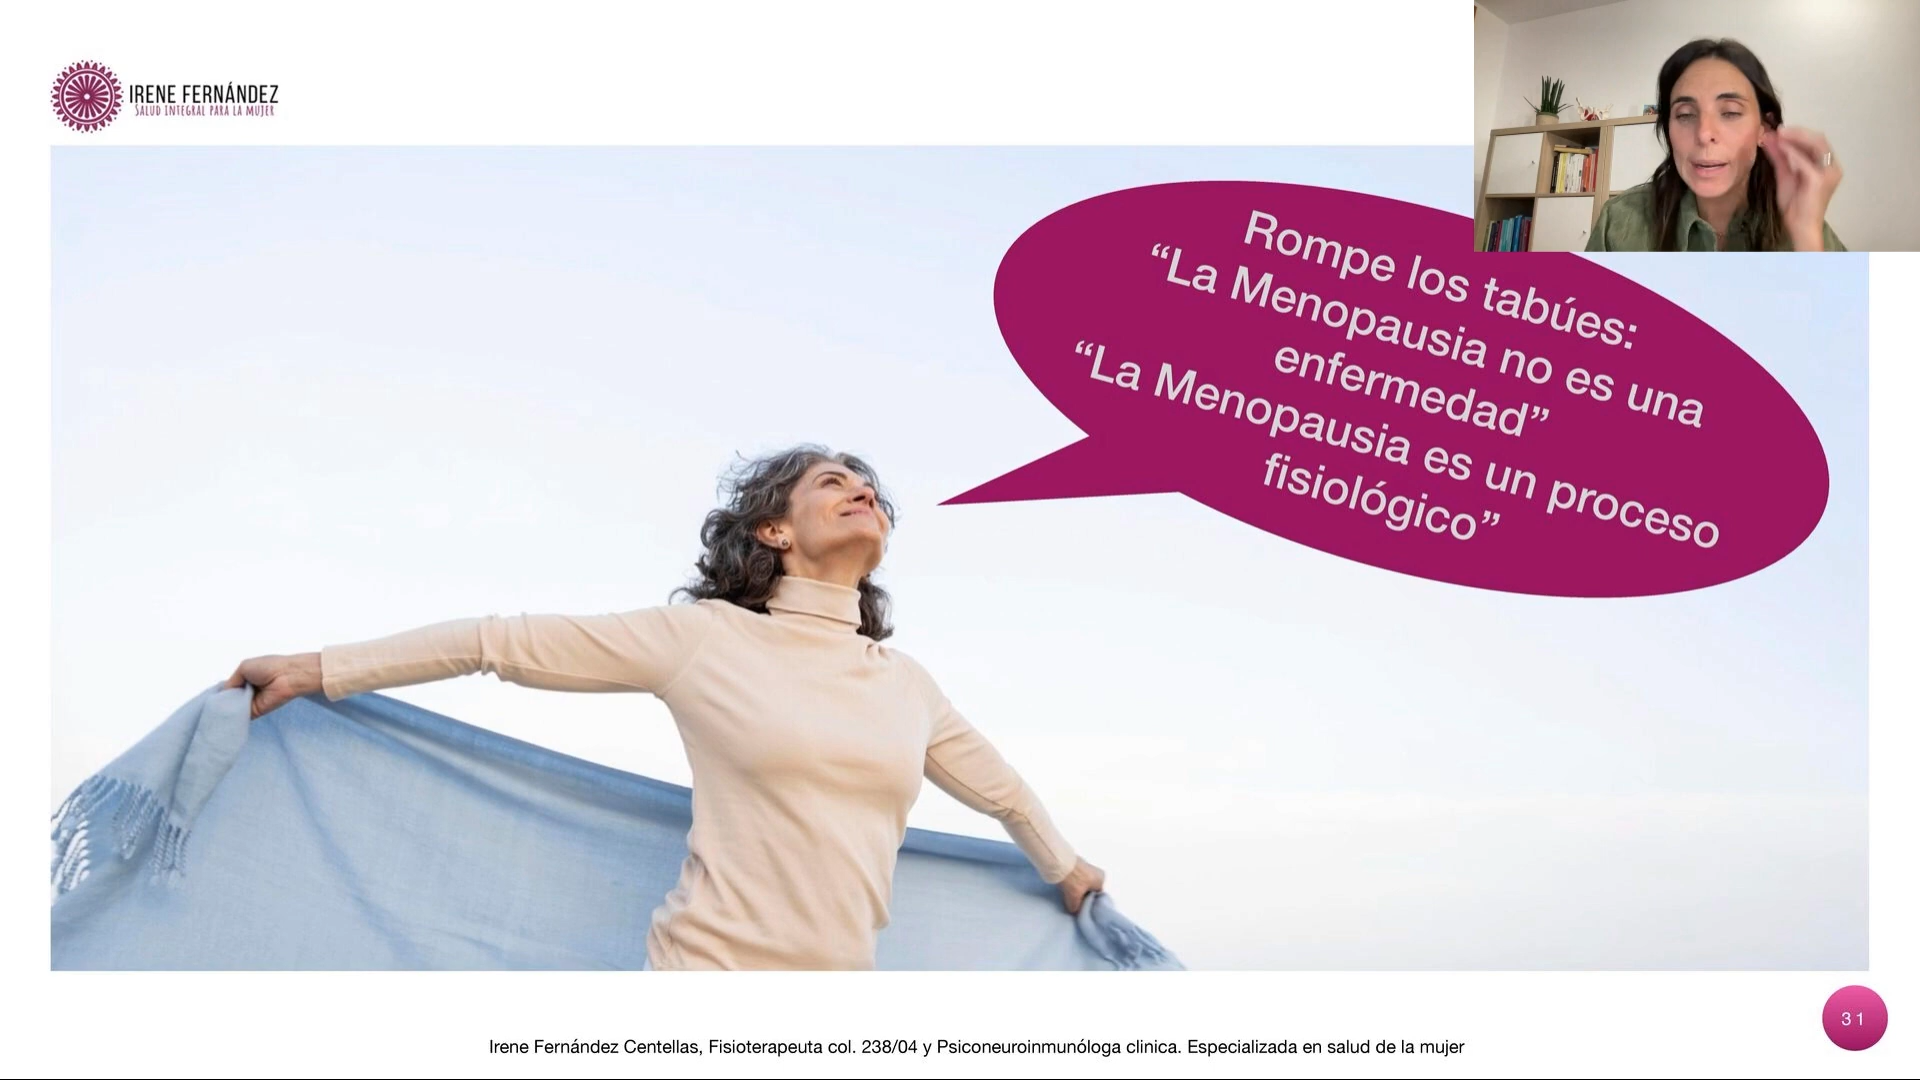 IRENE FERNÁNDEZ
SALUD INTEGRAL PARA LA MUJER
Rompe los tabúes:
“La Menopausia no es una
enfermedad”
“La Menopausia es un proceso
fisiológico”
31
Irene Fernández Centellas, Fisioterapeuta col. 238/04 y Psiconeuroinmunóloga clinica. Especializada en salud de la mujer